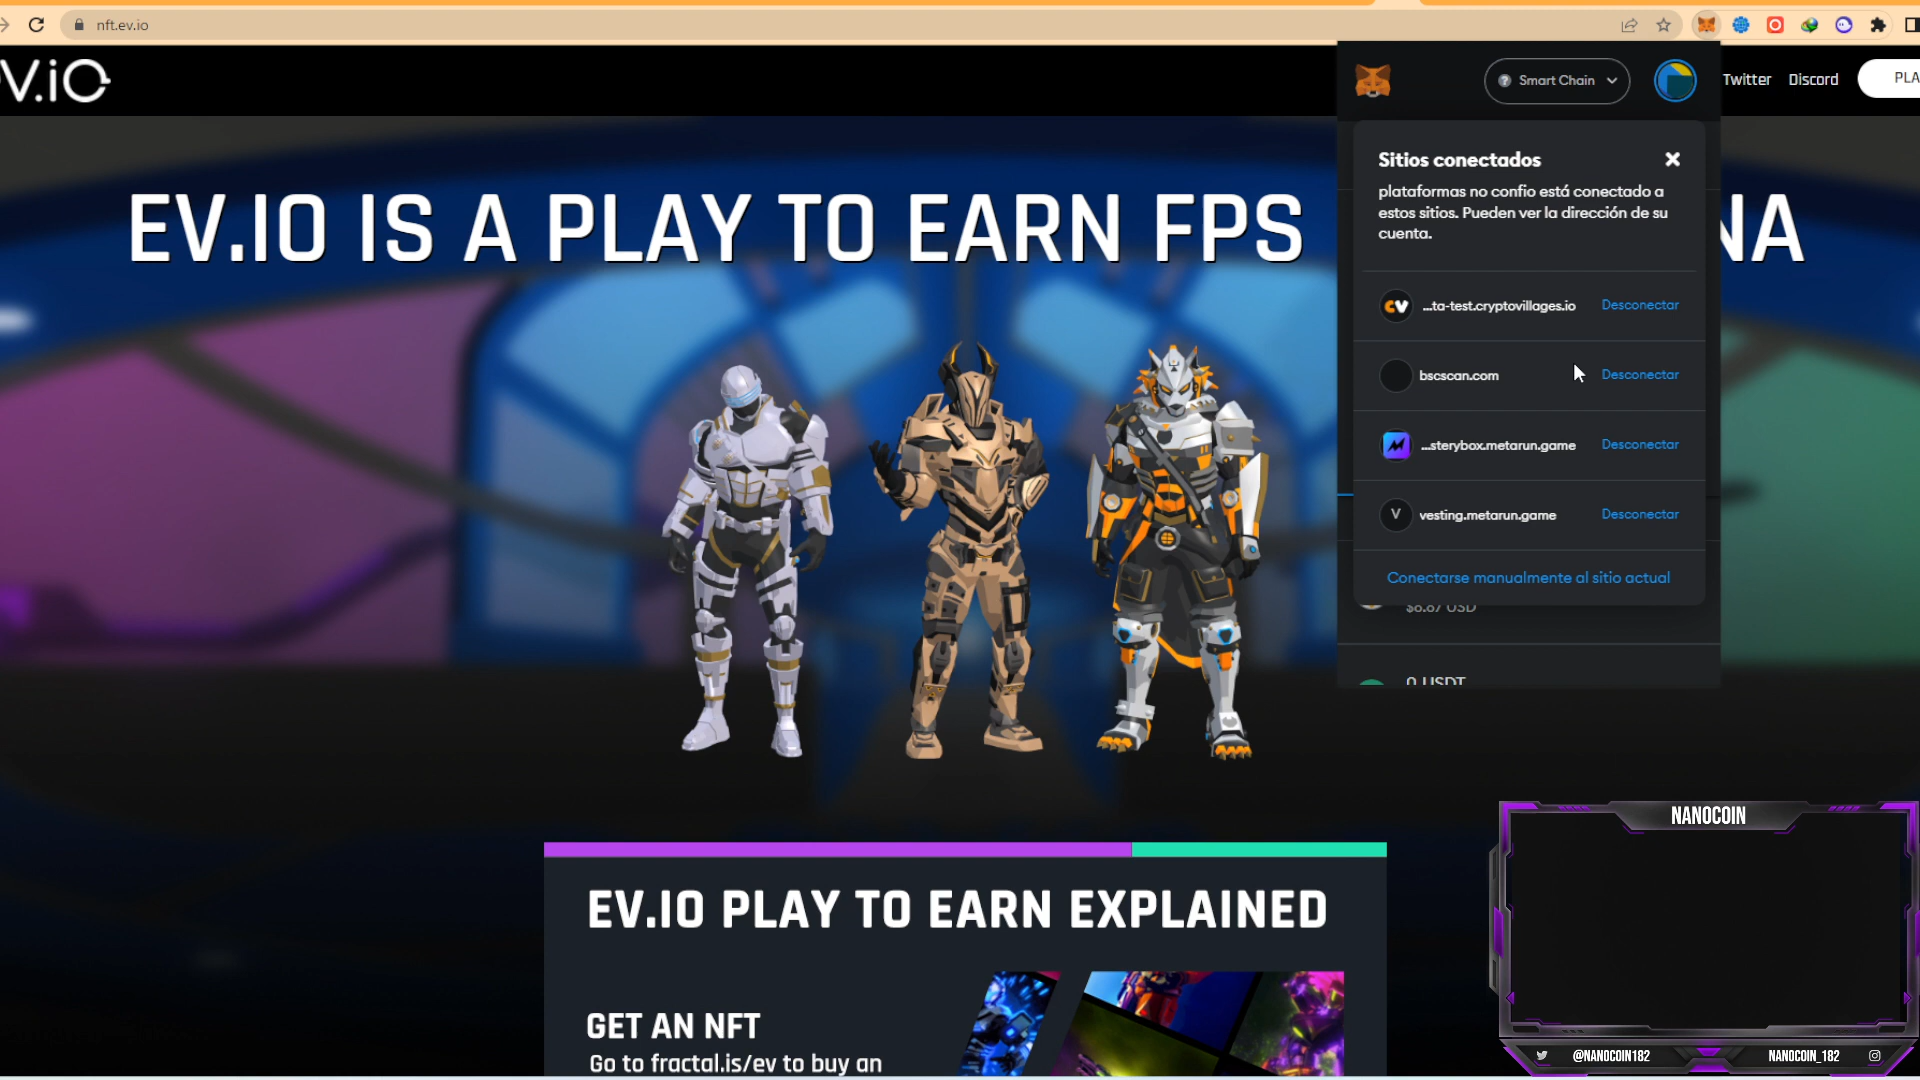 nft.ev.io
ev.io
Smart Chain
Twitter
Discord
PLA
EV.IO IS A PLAY TO EARN FPS
NA
Sitios conectados
plataformas no confio está conectado a
estos sitios. Pueden ver la dirección de su
cuenta.
...ta-test.cryptovillages.io
Desconectar
bscscan.com
Desconectar
...sterybox.metarun.game
Desconectar
V
vesting.metarun.game
Desconectar
Conectarse manualmente al sitio actual
$6.67 USD
0 USDT
NANOCOIN
EV.IO PLAY TO EARN EXPLAINED
GET AN NFT
Go to fractal.is/ev to buy an
@NANOCOIN182
NANOCOIN_182